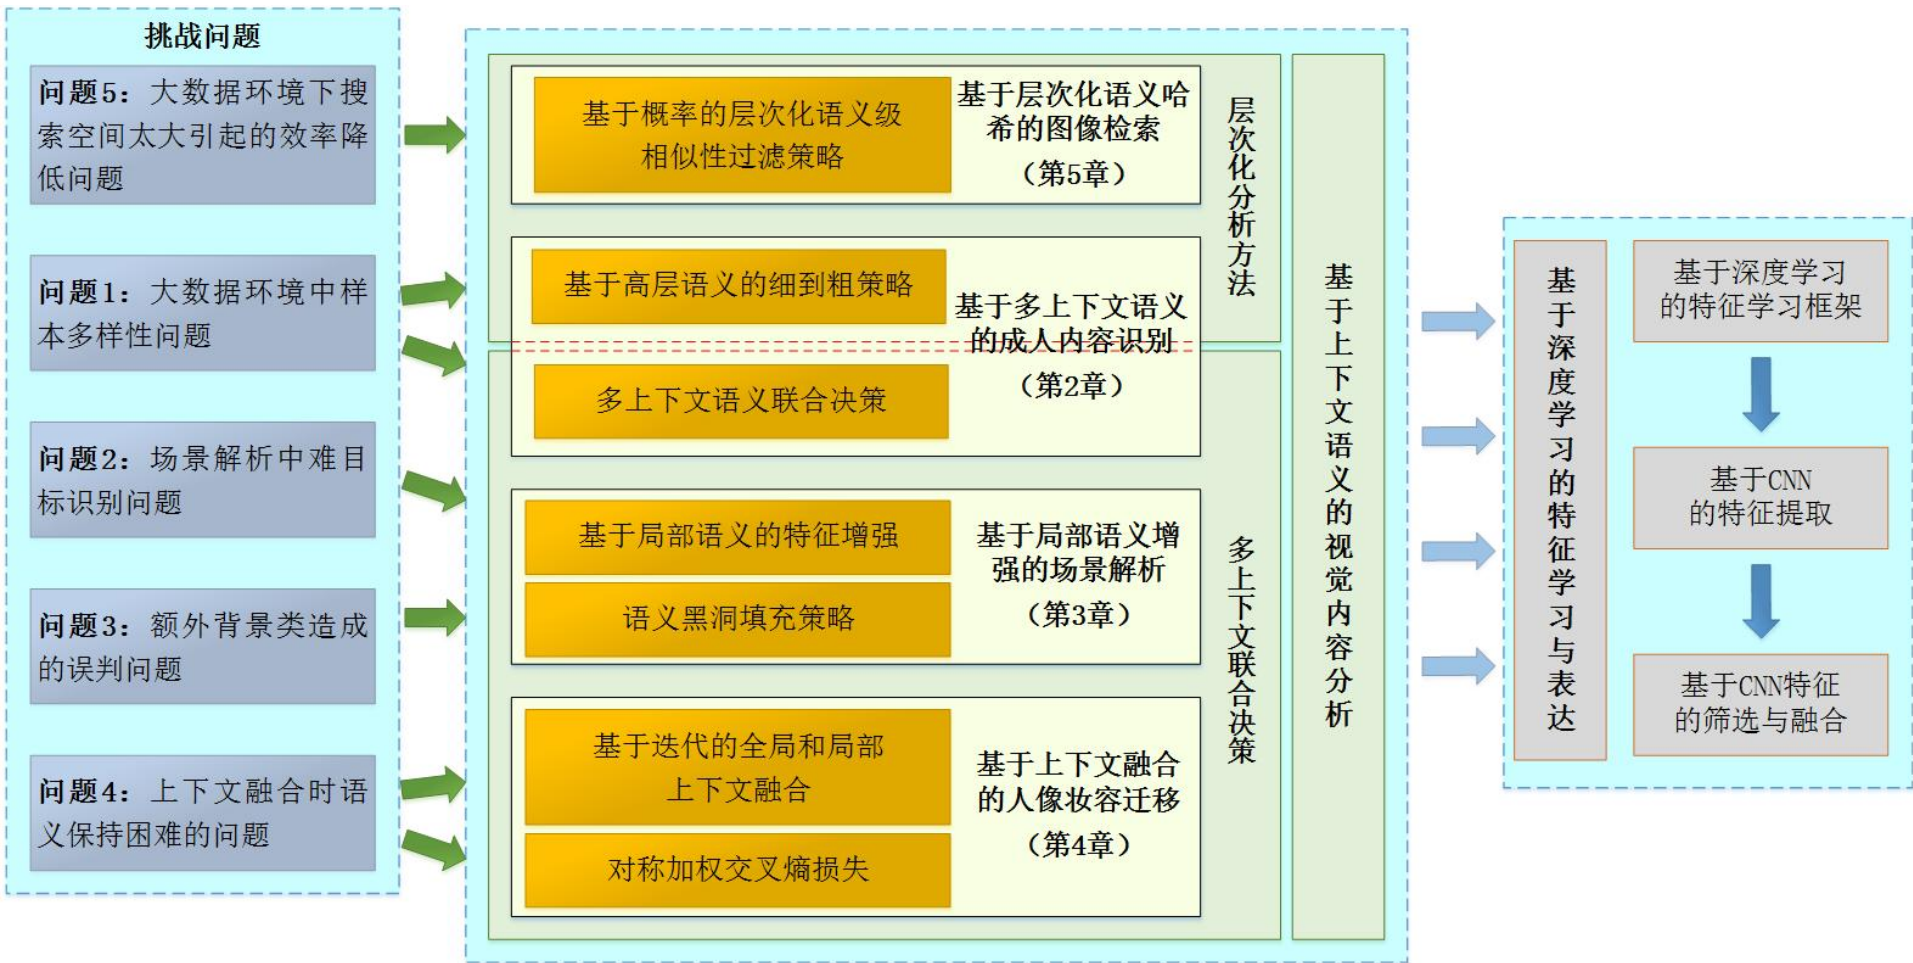 挑战问题
问题5：大数据环境下搜
索空间太大引起的效率降
低问题
问题1：大数据环境中样
本多样性问题
问题2：场景解析中难目
标识别问题
问题3：额外背景类造成
的误判问题
问题4：上下文融合时语
义保持困难的问题
基于概率的层次化语义级
相似性过滤策略
基于层次化语义哈
希的图像检索
（第5章）
基于高层语义的细到粗策略
多上下文语义联合决策
基于多上下文语义
的成人内容识别
（第2章）
基于局部语义的特征增强
语义黑洞填充策略
基于局部语义增
强的场景解析
（第3章）
基于迭代的全局和局部
上下文融合
对称加权交叉熵损失
基于上下文融合
的人像妆容迁移
（第4章）
层次化分析方法
多上下文联合决策
基于上下文语义的视觉内容分析
基于深度学习的特征学习与表达
基于深度学习
的特征学习框架
基于CNN
的特征提取
基于CNN特征
的筛选与融合